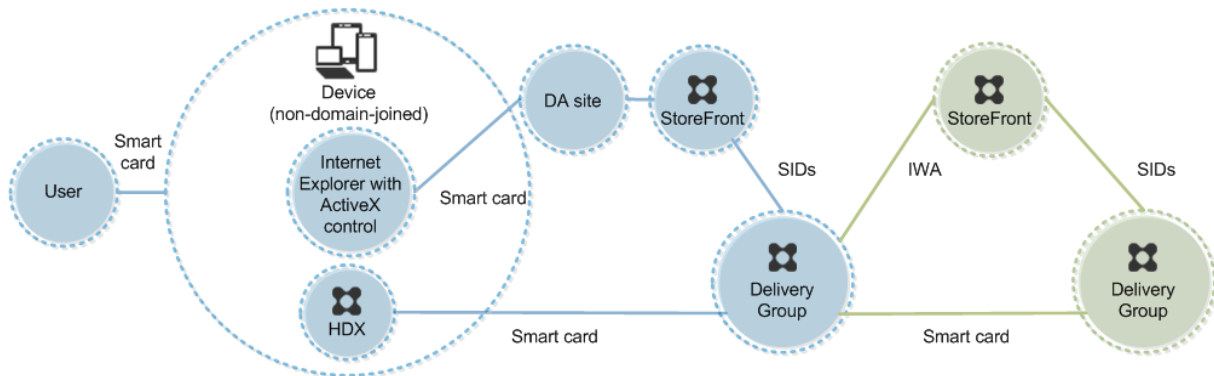 User
Smart
card
Device
(non-domain-joined)
Internet
Explorer with
ActiveX
control
HDX
Smart card
DA site
StoreFront
SIDs
Smart card
Delivery
Group
IWA
StoreFront
SIDs
Smart card
Delivery
Group